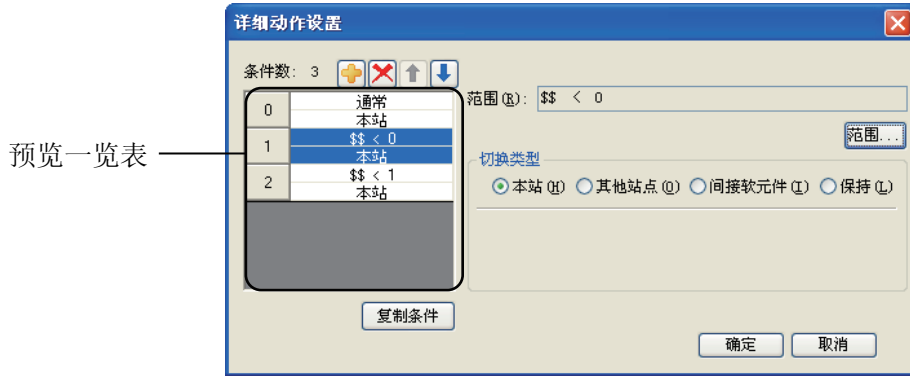 详细动作设置
条件数: 3
范围(R): $$ < 0
范围...
预览一览表
0 通常
本站
1 $$ < 0
本站
2 $$ < 1
本站
切换类型
本站(H) 其他站点(O) 间接软元件(I) 保持(L)
复制条件
确定 取消